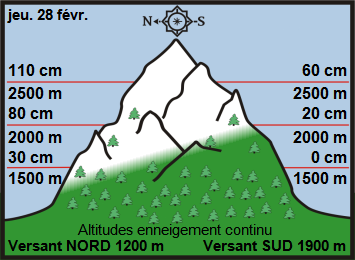 jeu. 28 févr.
N S
110 cm 60 cm
2500 m 2500 m
80 cm 20 cm
2000 m 2000 m
30 cm 0 cm
1500 m 1500 m
Altitudes enneigement continu
Versant NORD 1200 m Versant SUD 1900 m